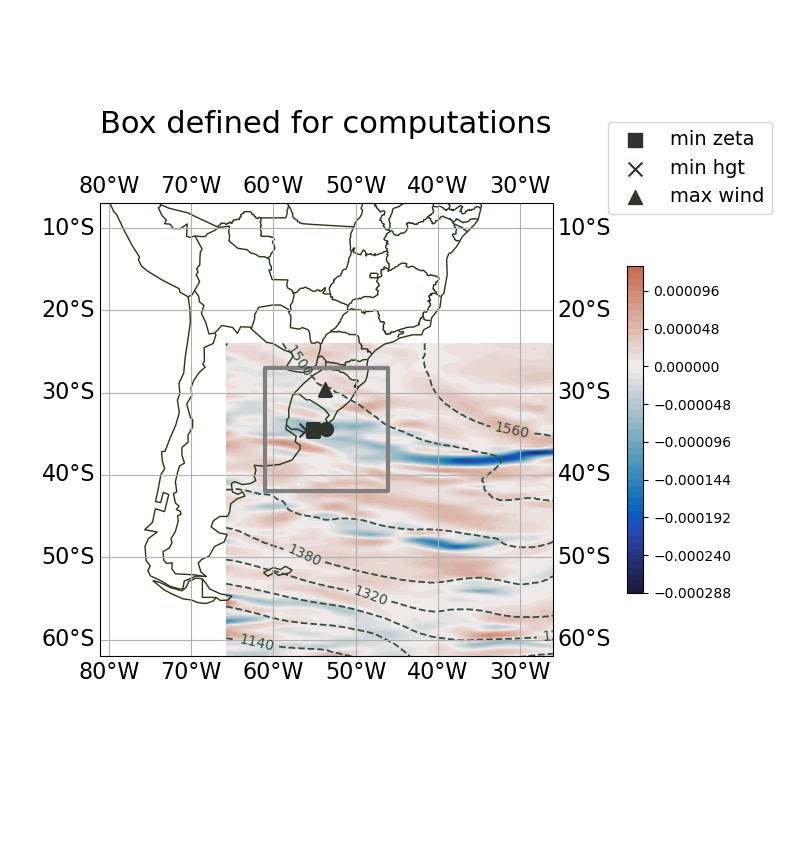 Box defined for computations
min zeta
min hgt
max wind
80°W 70°W 60°W 50°W 40°W 30°W
10°S 10°S
20°S 20°S
30°S 30°S
40°S 40°S
50°S 50°S
60°S 60°S
80°W 70°W 60°W 50°W 40°W 30°W
1500
1560
1380
1320
1140
0.000096
0.000048
0.000000
−0.000048
−0.000096
−0.000144
−0.000192
−0.000240
−0.000288